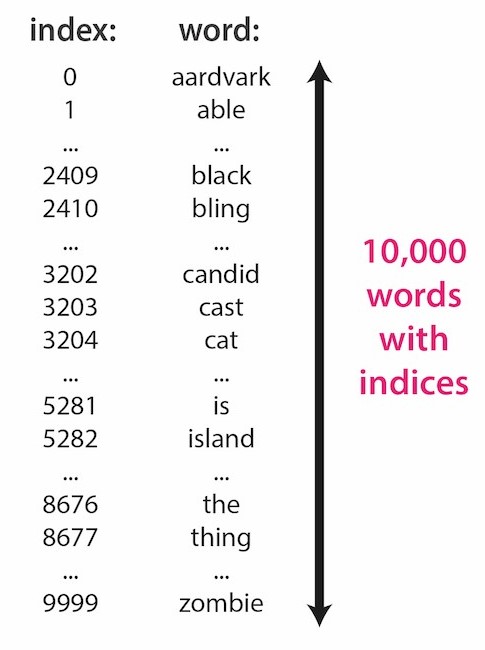 index: word:
0 aardvark
1 able
... ...
2409 black
2410 bling
... ...
3202 candid
3203 cast
3204 cat
... ...
5281 is
5282 island
... ...
8676 the
8677 thing
... ...
9999 zombie
10,000
words
with
indices